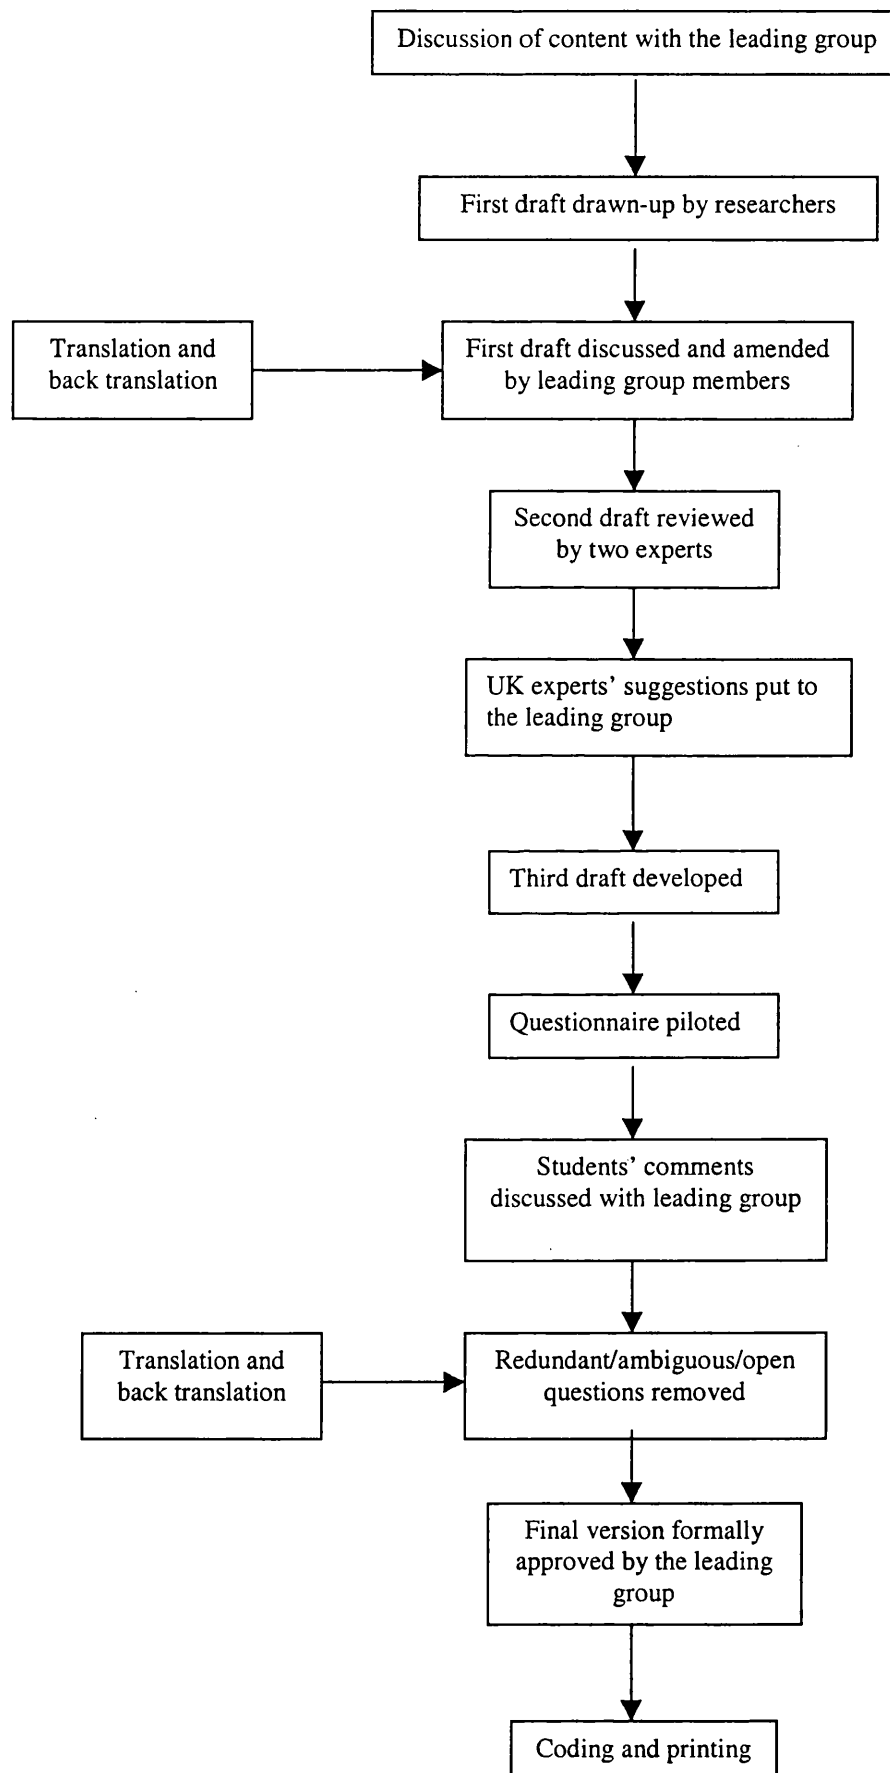 Discussion of content with the leading group
First draft drawn-up by researchers
Translation and
back translation
First draft discussed and amended
by leading group members
Second draft reviewed
by two experts
UK experts’ suggestions put to
the leading group
Third draft developed
Questionnaire piloted
Students’ comments
discussed with leading group
Translation and
back translation
Redundant/ambiguous/open
questions removed
Final version formally
approved by the leading
group
Coding and printing